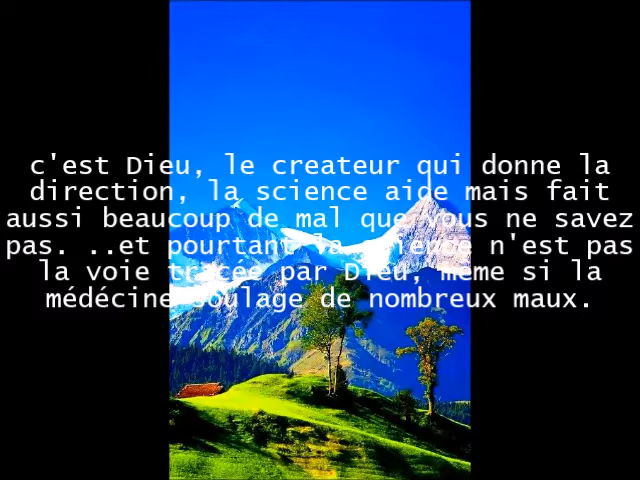 c'est Dieu, le createur qui donne la
direction, la science aide mais fait
aussi beaucoup de mal que vous ne savez
pas. ..et pourtant la science n'est pas
la voie tracée par Dieu, meme si la
médécine soulage de nombreux maux.